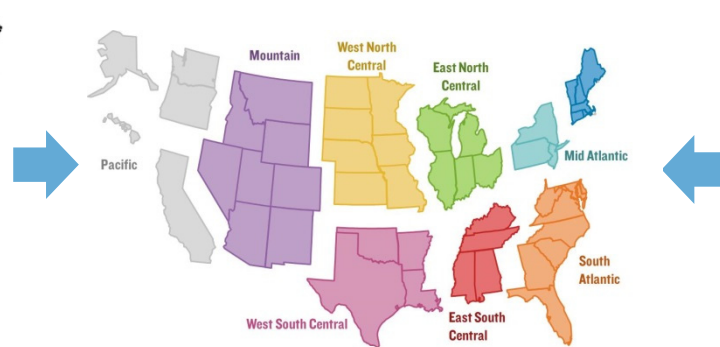 Mountain
West North
Central
East North
Central
Pacific
Mid Atlantic
South
Atlantic
West South Central
East South
Central